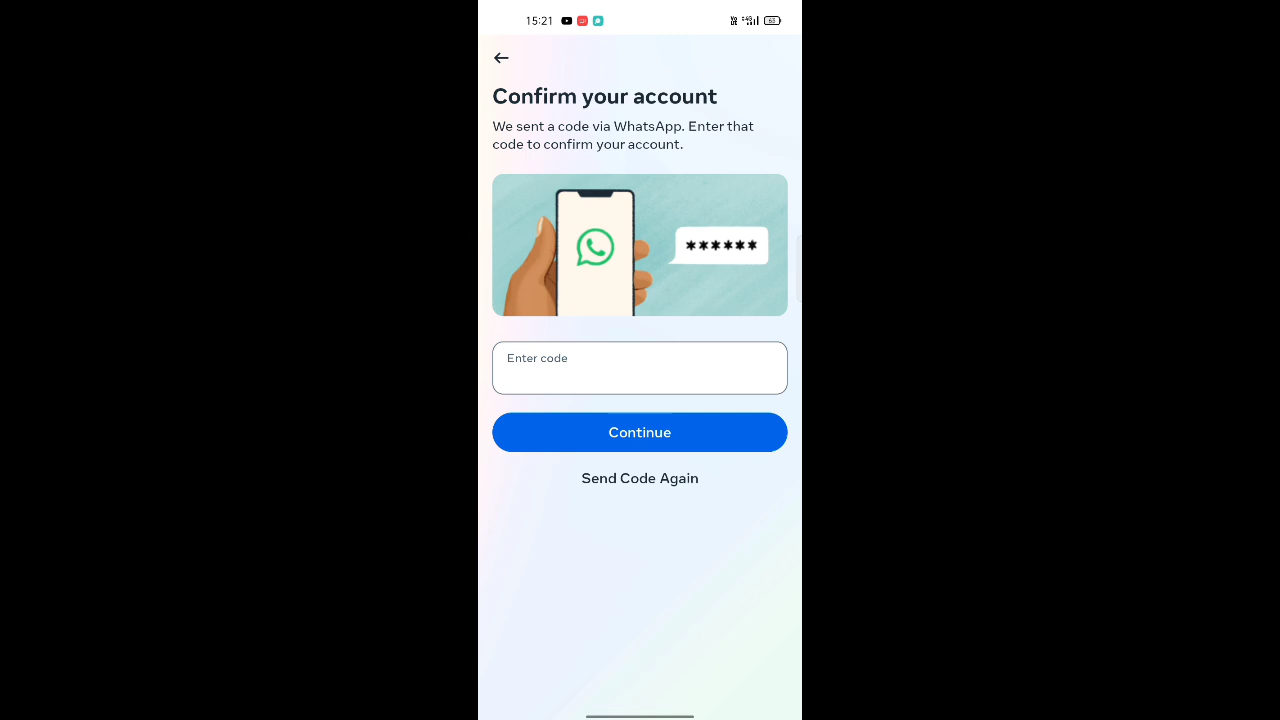 15:21
Confirm your account
We sent a code via WhatsApp. Enter that
code to confirm your account.
******
Enter code
Continue
Send Code Again